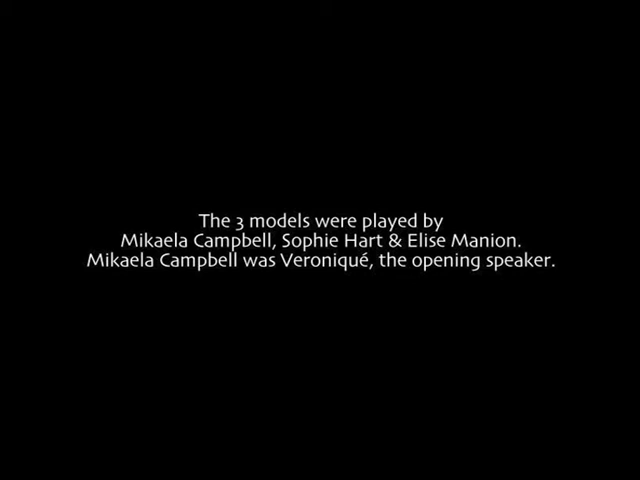 The 3 models were played by
Mikaela Campbell, Sophie Hart & Elise Manion.
Mikaela Campbell was Veroniqué, the opening speaker.